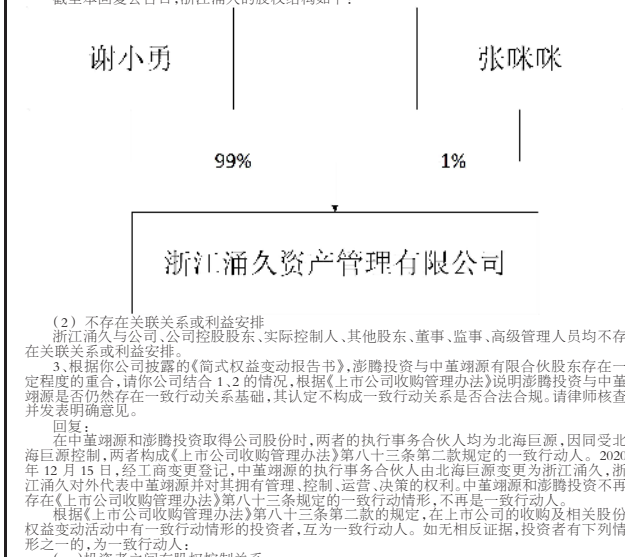 截至本回复公告日,浙江涌久的股权结构如下:
谢小勇
张咪咪
99%
1%
浙江涌久资产管理有限公司
(2)不存在关联关系或利益安排
浙江涌久与公司、公司控股股东、实际控制人、其他股东、董事、监事、高级管理人员均不存
在关联关系或利益安排。
3、根据你公司披露的《简式权益变动报告书》,澎腾投资与中堇翊源有限合伙股东存在一
定程度的重合,请你公司结合1、2的情况,根据《上市公司收购管理办法》说明澎腾投资与中堇
翊源是否仍然存在一致行动关系基础,其认定不构成一致行动关系是否合法合规。请律师核查
并发表明确意见。
回复:
在中堇翊源和澎腾投资取得公司股份时,两者的执行事务合伙人均为北海巨源,因同受北
海巨源控制,两者构成《上市公司收购管理办法》第八十三条第二款规定的一致行动人。2020
年12月15日,经工商变更登记,中堇翊源的执行事务合伙人由北海巨源变更为浙江涌久,浙
江涌久对外代表中堇翊源并对其拥有管理、控制、运营、决策的权利。中堇翊源和澎腾投资不再
存在《上市公司收购管理办法》第八十三条规定的一致行动情形,不再是一致行动人。
根据《上市公司收购管理办法》第八十三条第二款的规定,在上市公司的收购及相关股份
权益变动活动中有一致行动情形的投资者,互为一致行动人。如无相反证据,投资者有下列情
形之一的,为一致行动人:
(一)投资者之间有股权控制关系